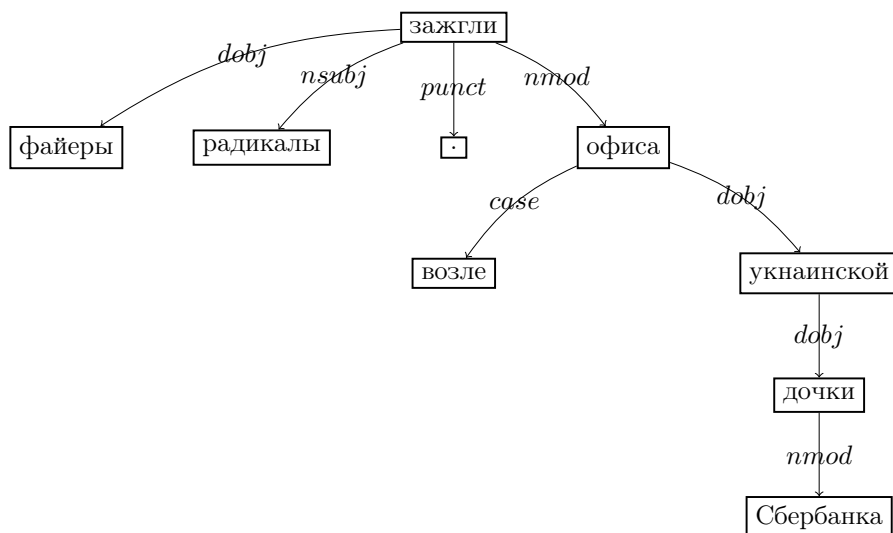 зажгли
dobj nsubj punct nmod
файеры радикалы . офиса
case dobj
возле укнаинской
dobj
дочки
nmod
Сбербанка